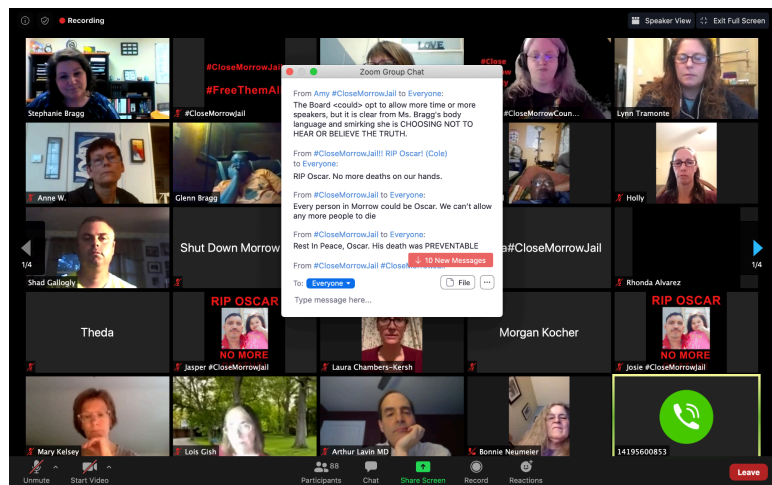 Recording
Speaker View
Exit Full Screen
LOVE
#CloseMorrowJail
#FreeThemAl
#Close
Stephanie Bragg
#CloseMorrowJail
#CloseMorrowCoun...
Lynn Tramonte
Zoom Group Chat
From Amy #CloseMorrowJail to Everyone:
The Board <could> opt to allow more time or more
speakers, but it is clear from Ms. Bragg's body
language and smirking she is CHOOSING NOT TO
HEAR OR BELIEVE THE TRUTH.
From #CloseMorrowJail!! RIP Oscar! (Cole)
to Everyone:
RIP Oscar. No more deaths on our hands.
From #CloseMorrowJail to Everyone:
Every person in Morrow could be Oscar. We can't allow
any more people to die
From #CloseMorrowJail to Everyone:
Rest In Peace, Oscar. His death was PREVENTABLE
From #CloseMorrowJail
10 New Messages
To: Everyone
File
Type message here...
Anne W.
Glenn Bragg
Holly
1/4
Shut Down Morrow
a#CloseMorrowJail
1/4
Shad Gallogly
Rhonda Alvarez
Theda
RIP OSCAR
NO MORE
Jasper #CloseMorrowJail
Laura Chambers-Kersh
Morgan Kocher
RIP OSCAR
NO MORE
Josie #CloseMorrowJail
Mary Kelsey
Lois Gish
Arthur Lavin MD
Bonnie Neumeier
14195600853
Unmute
Start Video
88
Participants
Chat
Share Screen
Record
Reactions
Leave